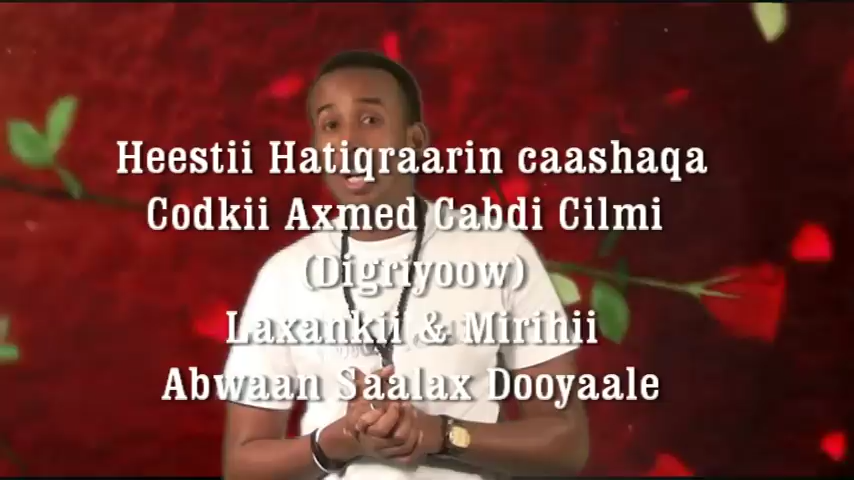 Heestii Hatiqraarin caashaqa
Codkii Axmed Cabdi Cilmi
(Digriyoow)
Laxankii & Mirihii
Abwaan Saalax Dooyaale